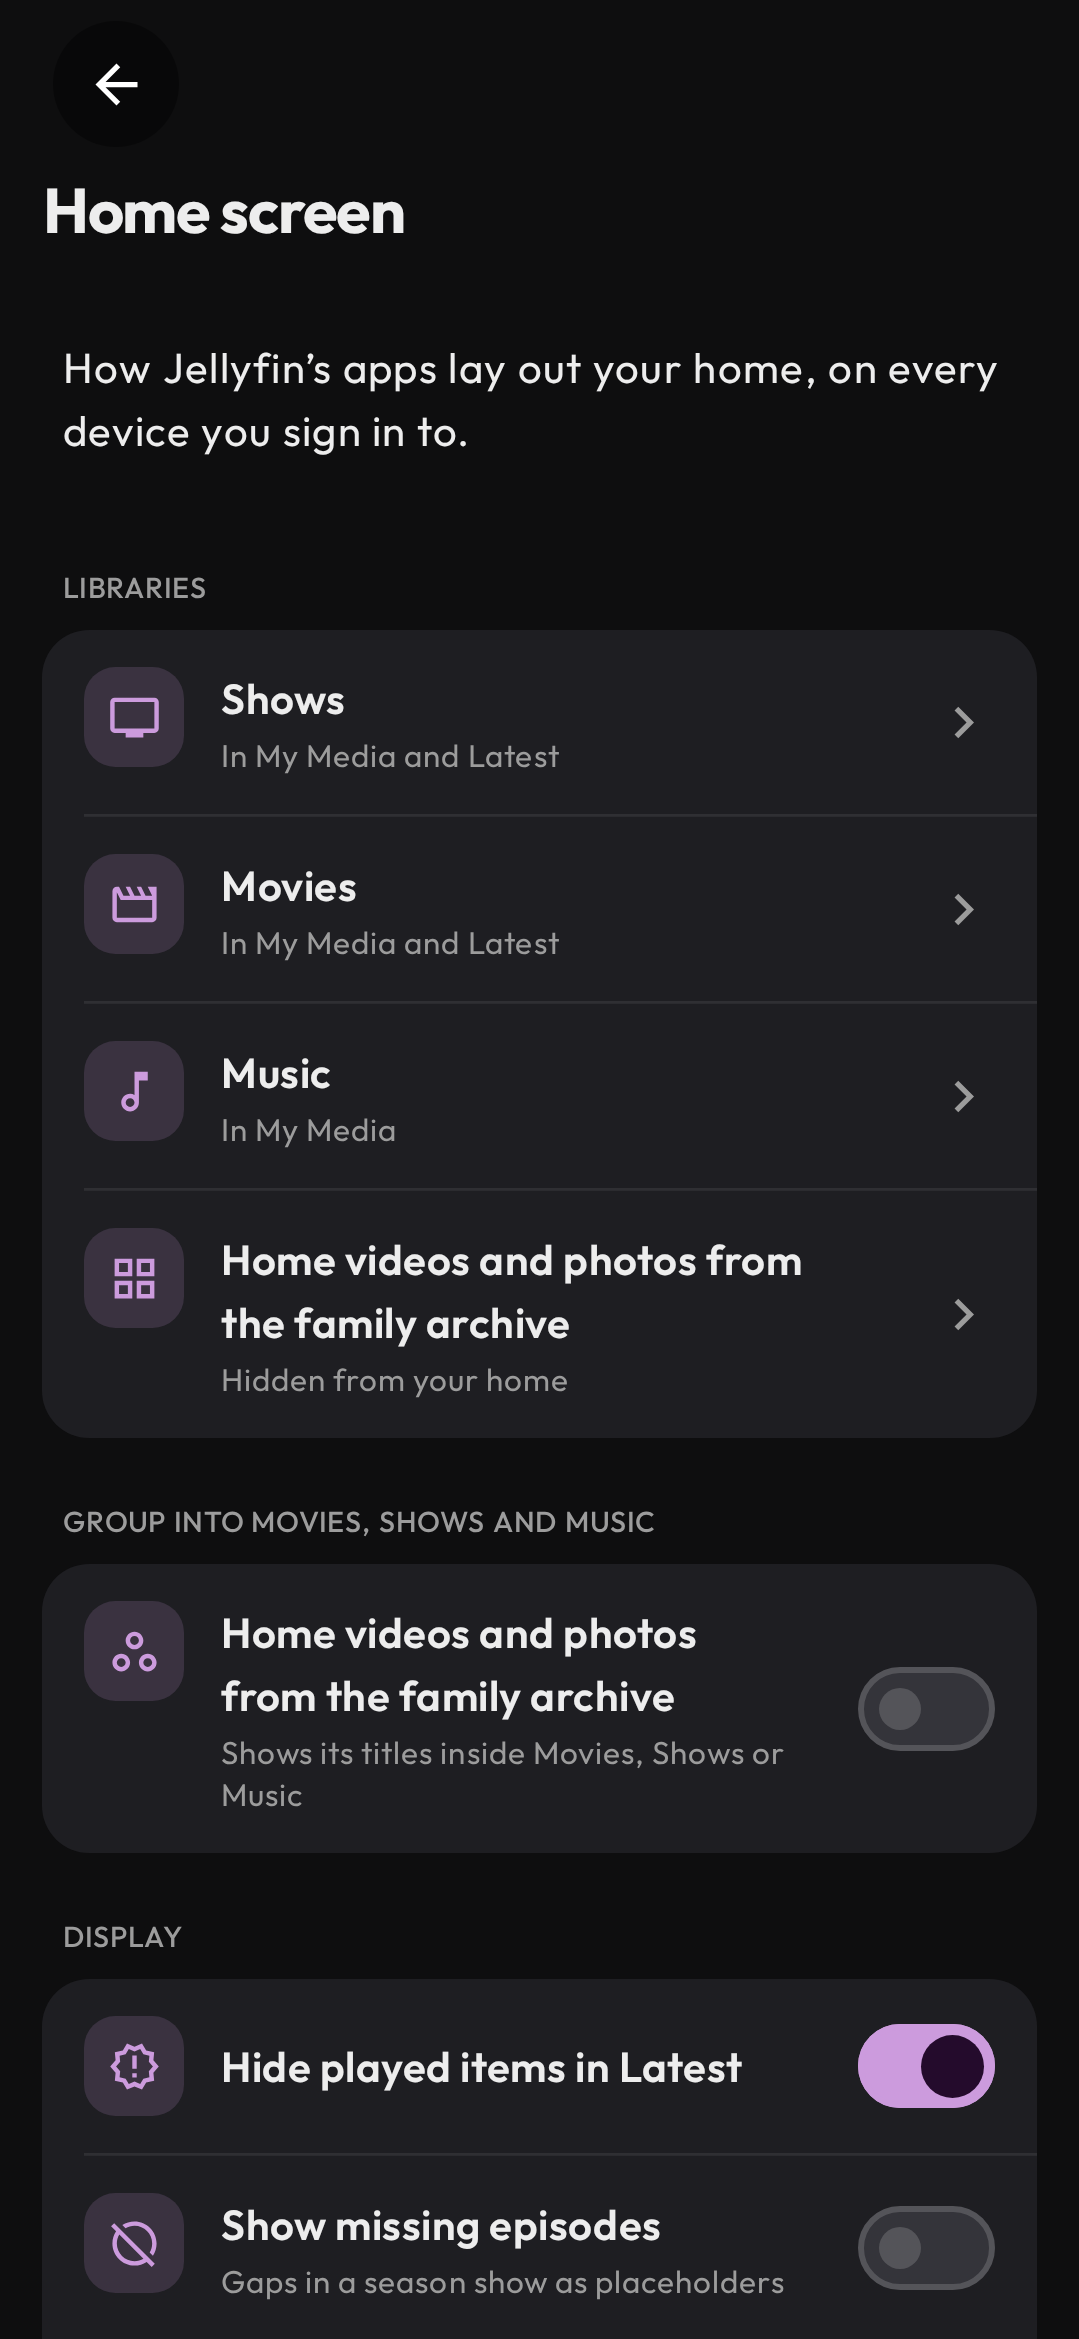 Home screen
How Jellyfin’s apps lay out your home, on every
device you sign in to.
LIBRARIES
Shows
In My Media and Latest
Movies
In My Media and Latest
Music
In My Media
Home videos and photos from
the family archive
Hidden from your home
GROUP INTO MOVIES, SHOWS AND MUSIC
Home videos and photos
from the family archive
Shows its titles inside Movies, Shows or
Music
DISPLAY
Hide played items in Latest
Show missing episodes
Gaps in a season show as placeholders